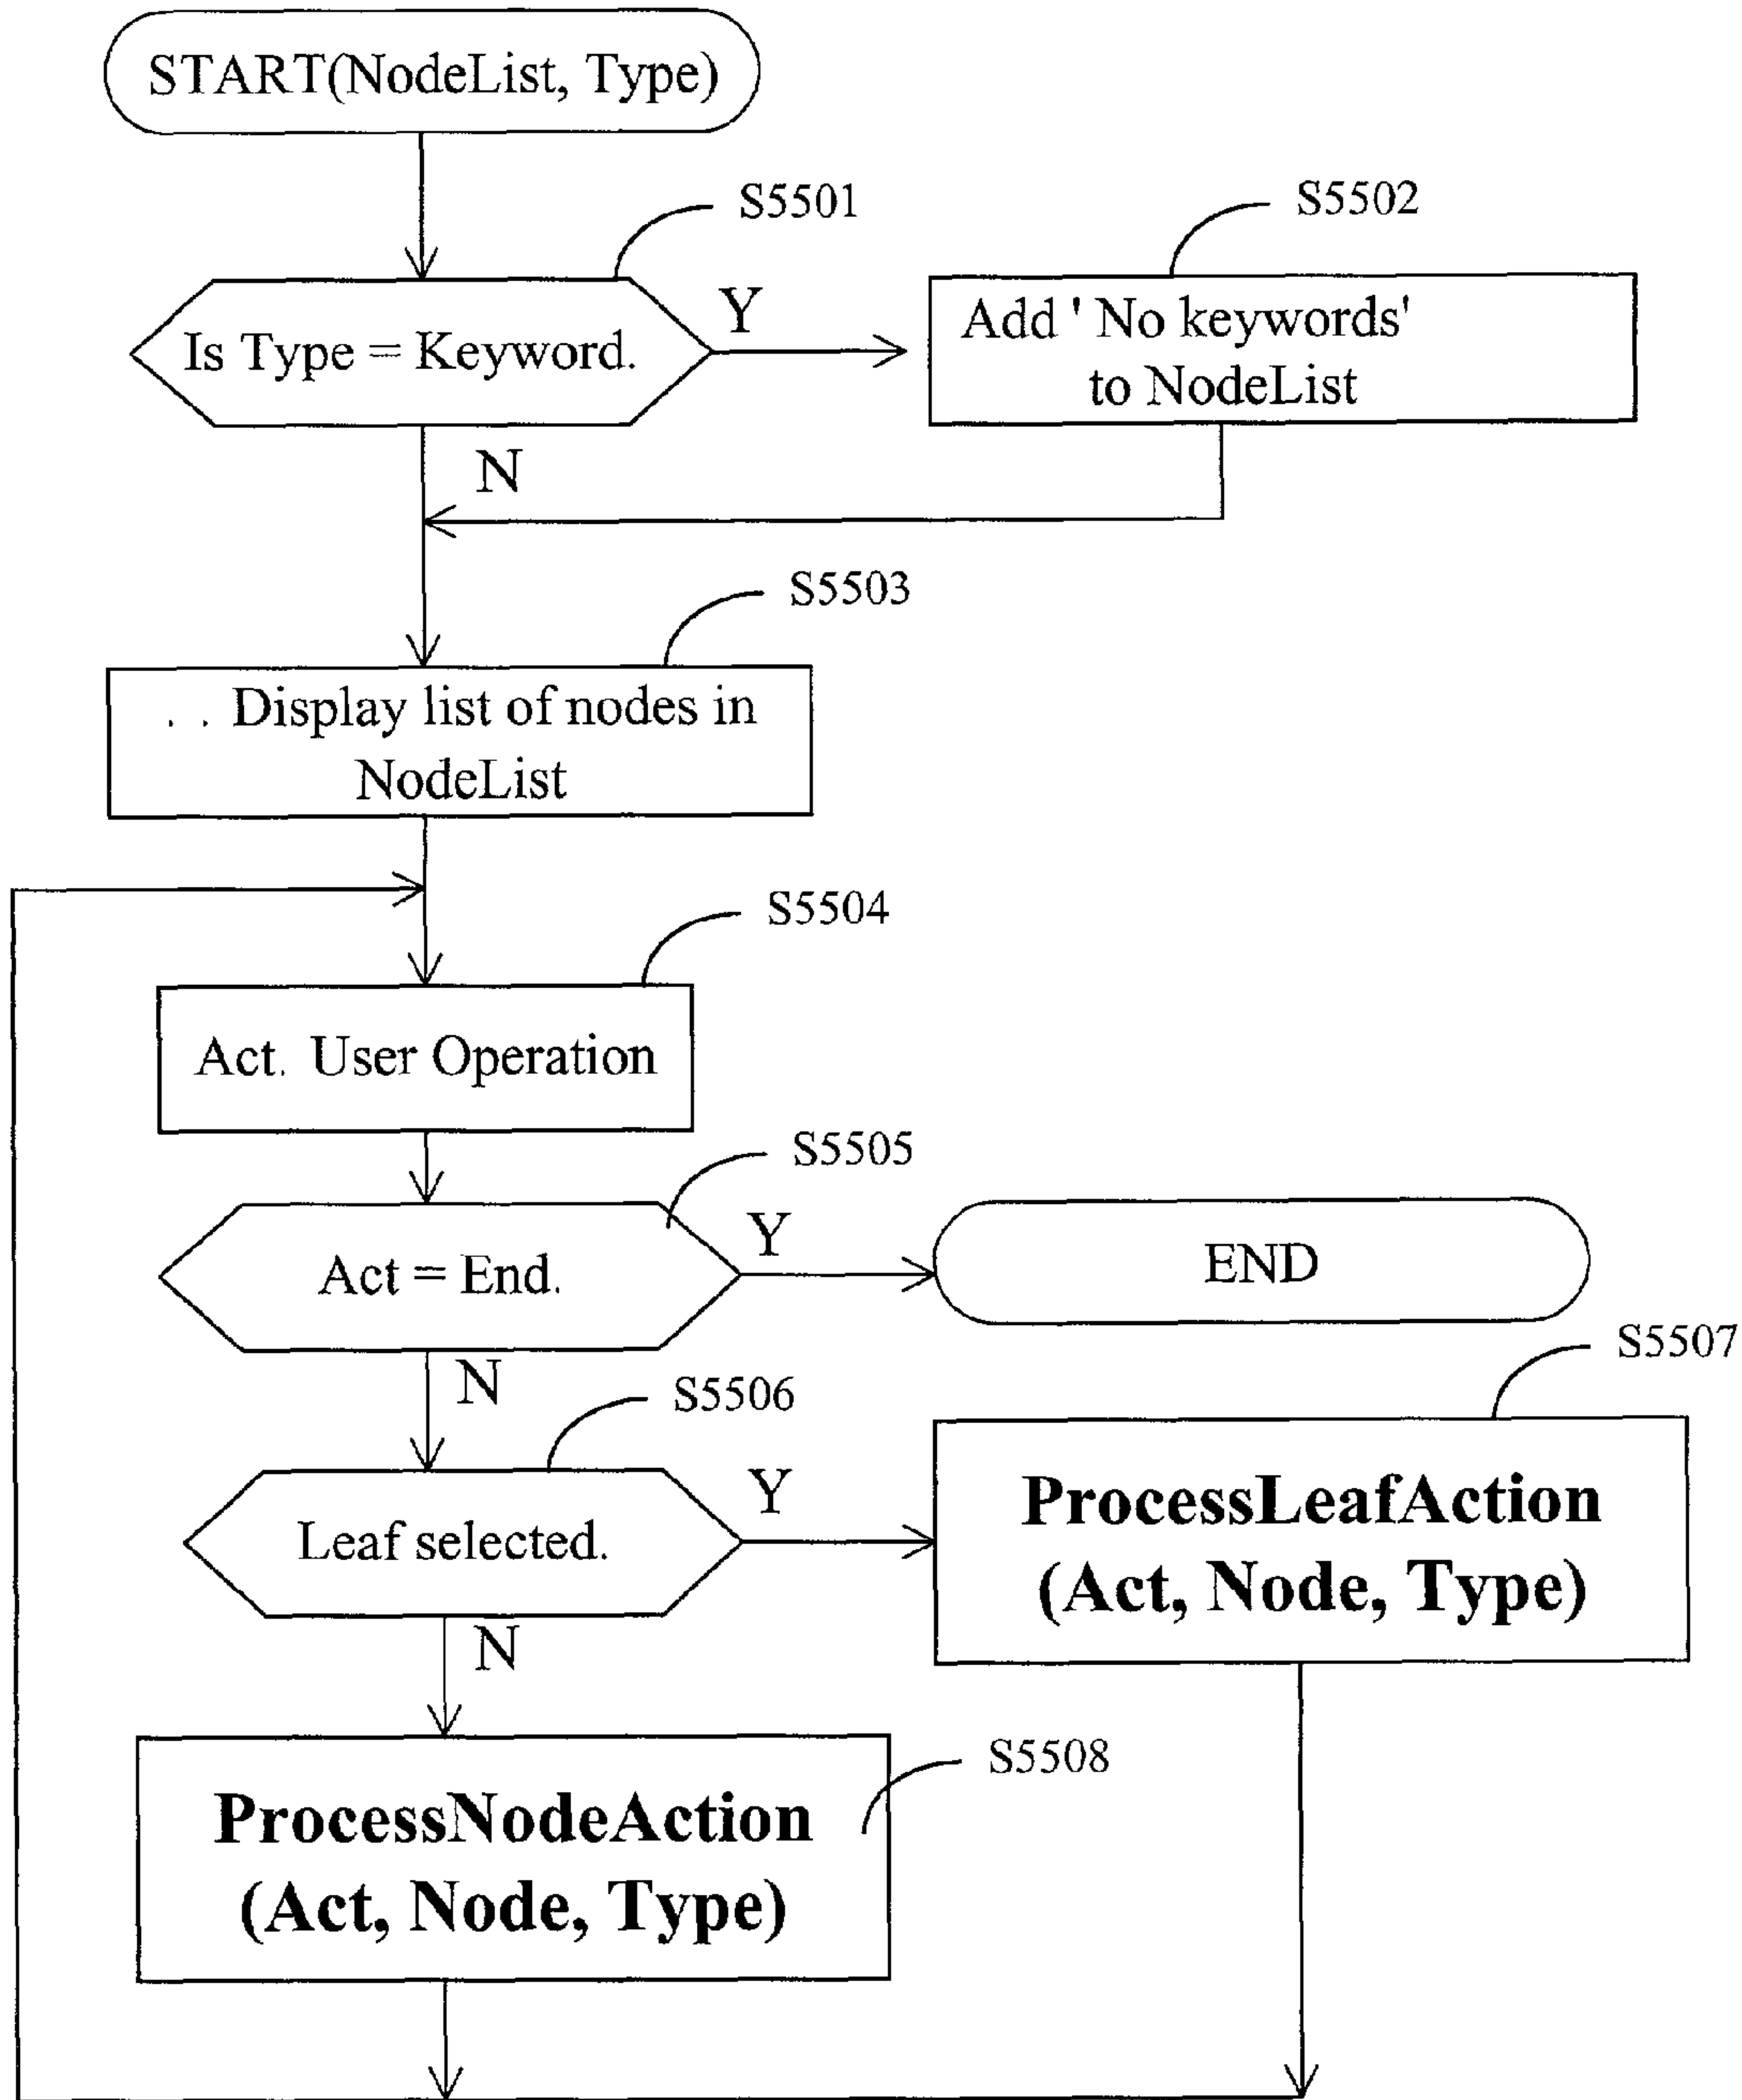 START(NodeList, Type)
S5501
S5502
Is Type = Keyword.
Y
Add ' No keywords'
to NodeList
N
S5503
. . Display list of nodes in
NodeList
S5504
Act. User Operation
S5505
Act = End.
Y
END
N
S5506
S5507
Leaf selected.
Y
ProcessLeafAction
(Act, Node, Type)
N
S5508
ProcessNodeAction
(Act, Node, Type)